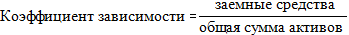 Коэффициент зависимости = заемные средства
общая сумма активов